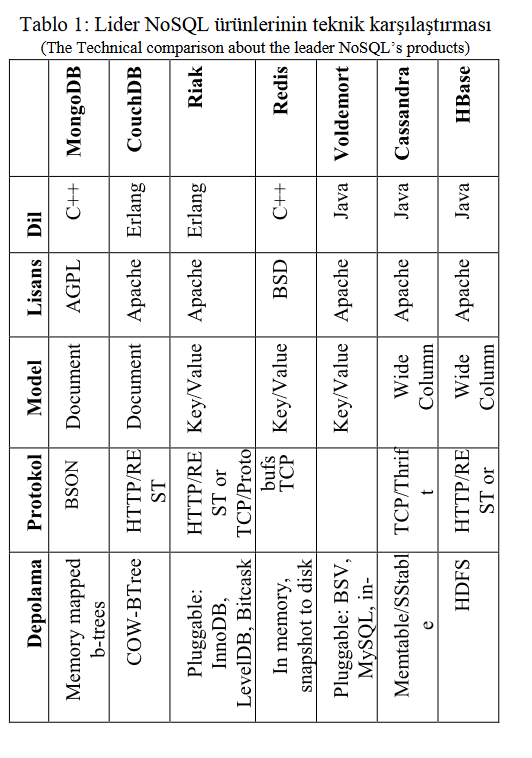 Tablo 1: Lider NoSQL ürünlerinin teknik karşılaştırması
(The Technical comparison about the leader NoSQL's products)
MongoDB
CouchDB
Riak
Redis
Voldemort
Cassandra
HBase
Dil
C++
Erlang
Erlang
C++
Java
Java
Java
Lisans
AGPL
Apache
Apache
BSD
Apache
Apache
Apache
Model
Document
Document
Key/Value
Key/Value
Key/Value
Wide
Column
Wide
Column
Protokol
BSON
HTTP/RE
ST
HTTP/RE
ST or
TCP/Proto
bufs
TCP
TCP/Thrif
t
HTTP/RE
ST or
Depolama
Memory mapped
b-trees
COW-BTree
Pluggable:
InnoDB,
LevelDB, Bitcask
In memory,
snapshot to disk
Pluggable: BSV,
MySQL, in-
Memtable/SStabl
e
HDFS